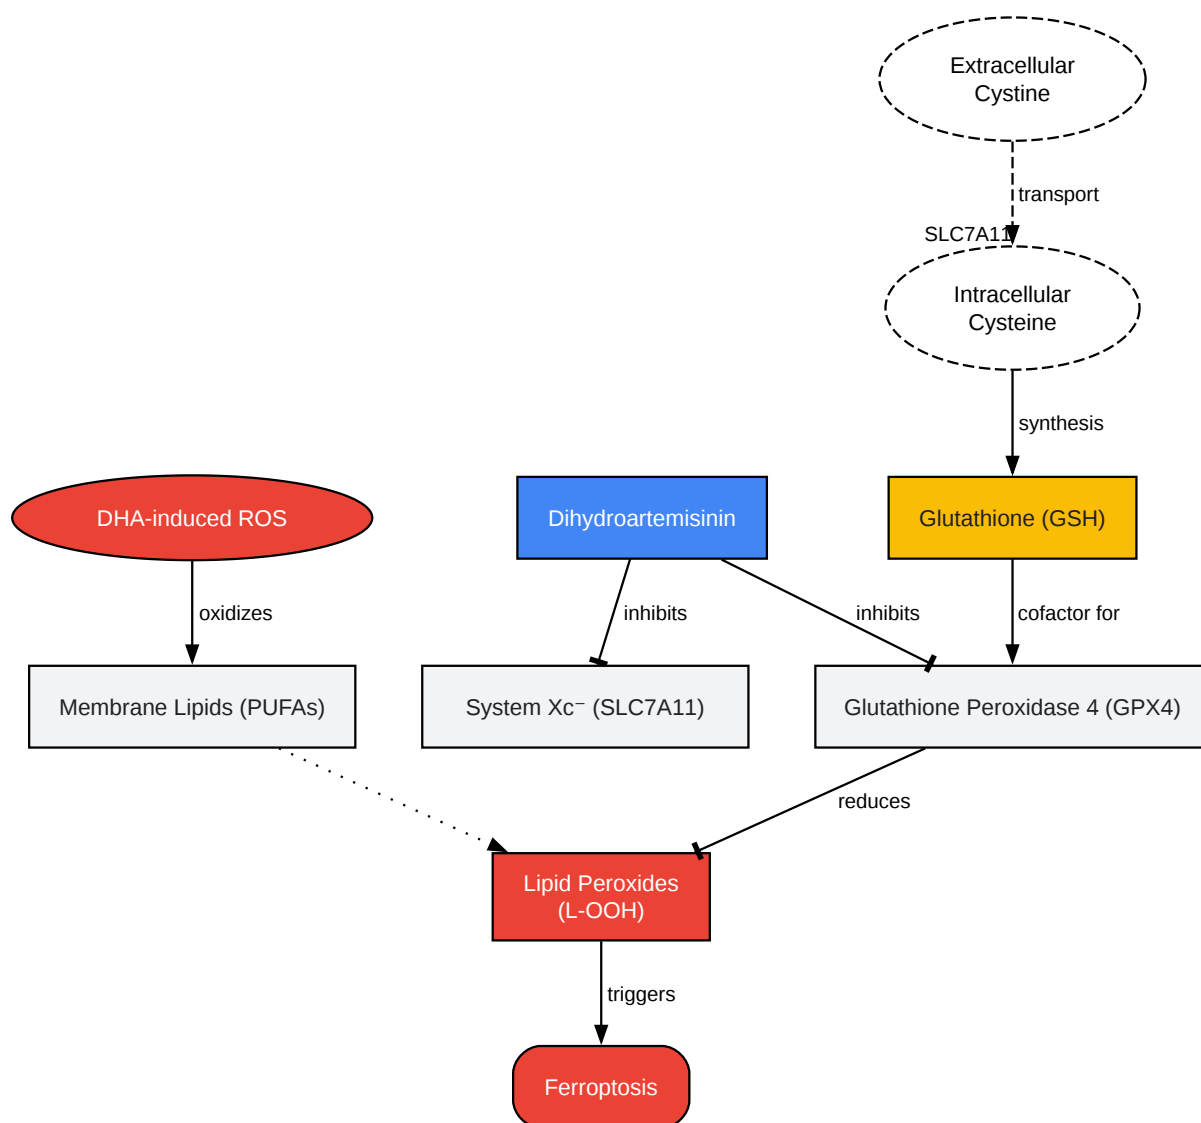 Extracellular
Cystine
transport
SLC7A11
Intracellular
Cysteine
synthesis
DHA-induced ROS
Dihydroartemisinin
Glutathione (GSH)
oxidizes
inhibits
inhibits
cofactor for
Membrane Lipids (PUFAs)
System Xc⁻ (SLC7A11)
Glutathione Peroxidase 4 (GPX4)
reduces
Lipid Peroxides
(L-OOH)
triggers
Ferroptosis